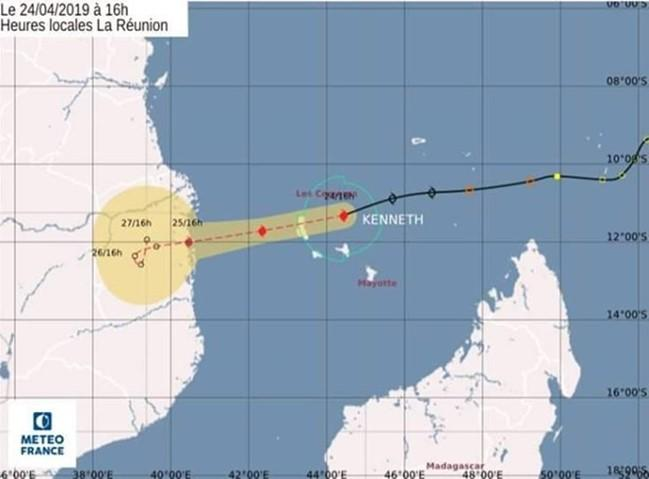 Le 24/04/2019 à 16h
Heures locales La Réunion
06°00'S
08°00'S
10°00'S
Les Comores
24/16h
KENNETH
27/16h
25/16h
12°00'S
26/16h
Mayotte
14°00'S
16°00'S
METEO
FRANCE
Madagascar
18°00'S
6°00'E
38°00'E
40°00'E
42°00'E
44°00'E
46°00'E
48°00'E
50°00'E
52°0